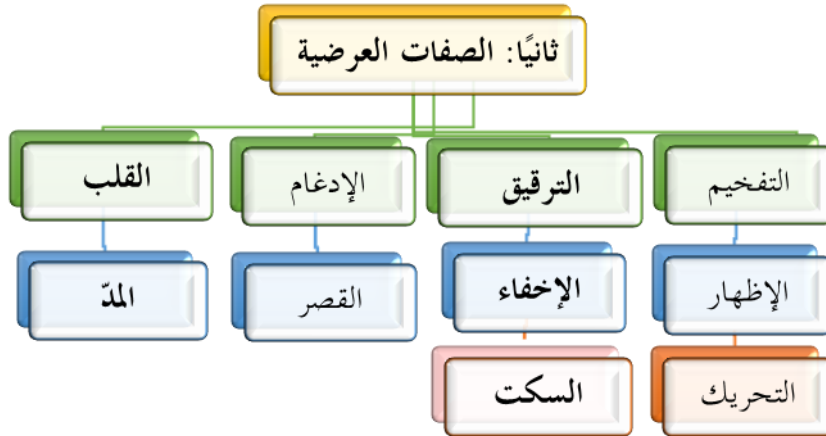 ثانيًا: الصفات العرضية
التفخيم
الترقيق
الإدغام
القلب
الإظهار
الإخفاء
القصر
المدّ
التحريك
السكت